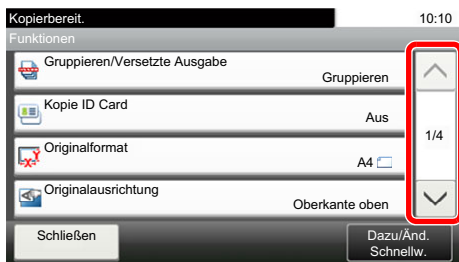 Kopierbereit.
10:10
Funktionen
Gruppieren/Versetzte Ausgabe
Gruppieren
Kopie ID Card
Aus
1/4
Originalformat
A4
Originalausrichtung
Oberkante oben
Schließen
Dazu/Änd.
Schnellw.